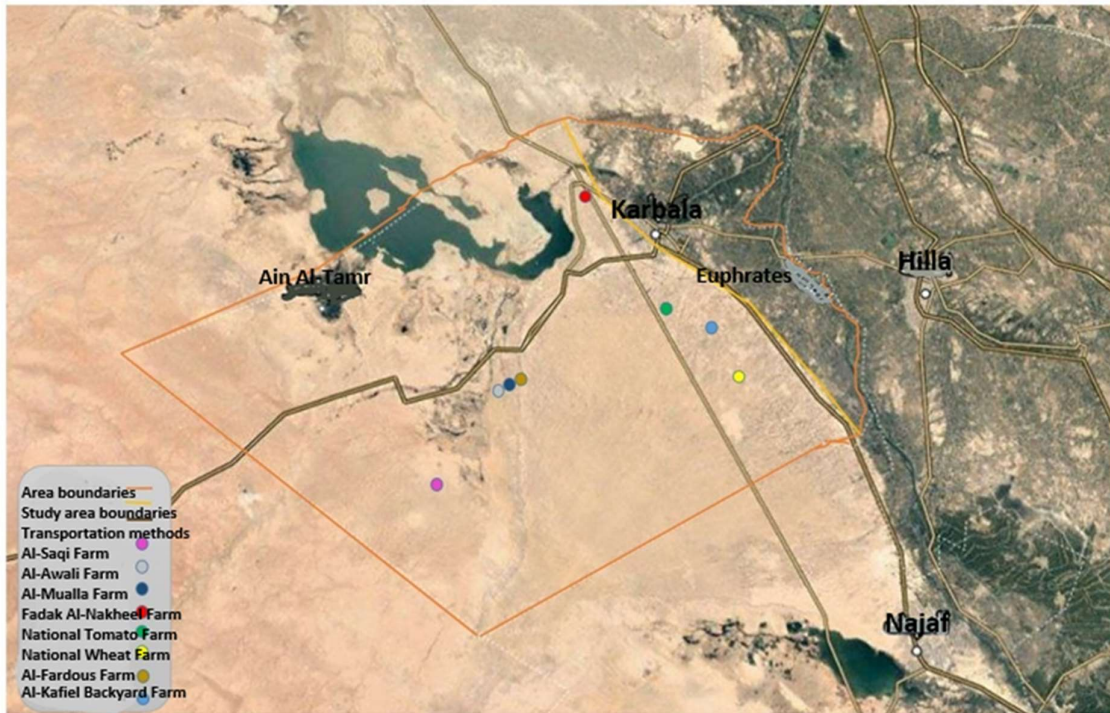 Karbala
Ain Al-Tamr
Euphrates
Hilla
Najaf
Area boundaries
Study area boundaries
Transportation methods
Al-Saqi Farm
Al-Awali Farm
Al-Mualla Farm
Fadak Al-Nakheel Farm
National Tomato Farm
National Wheat Farm
Al-Fardous Farm
Al-Kafiel Backyard Farm